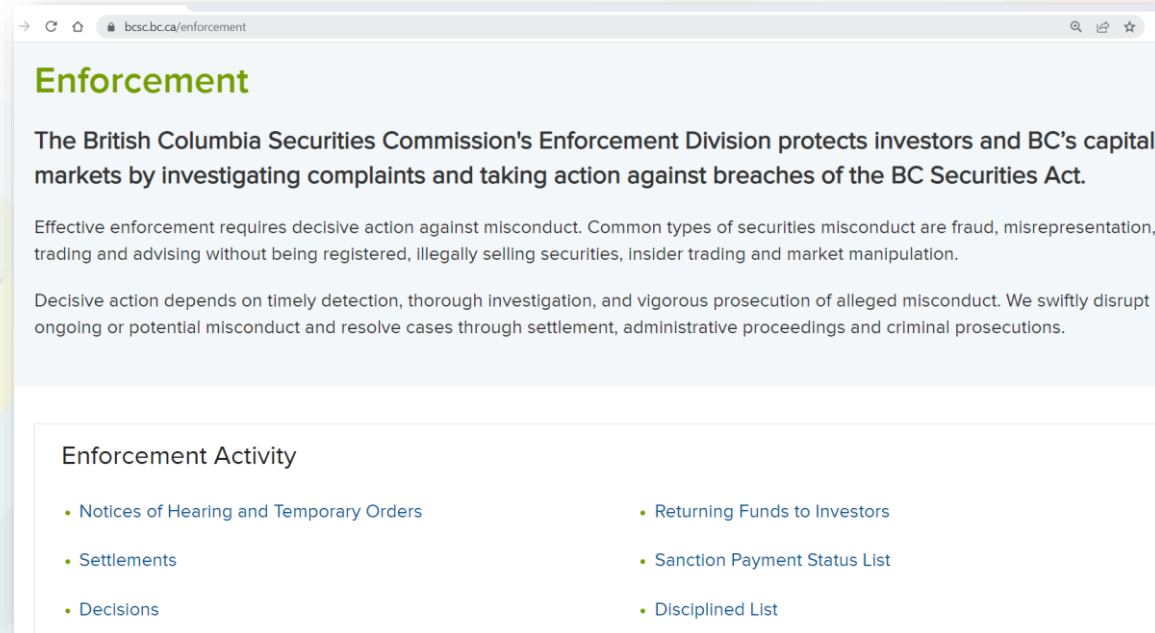 bcsc.bc.ca/enforcement
Enforcement
The British Columbia Securities Commission's Enforcement Division protects investors and BC’s capital
markets by investigating complaints and taking action against breaches of the BC Securities Act.
Effective enforcement requires decisive action against misconduct. Common types of securities misconduct are fraud, misrepresentation,
trading and advising without being registered, illegally selling securities, insider trading and market manipulation.
Decisive action depends on timely detection, thorough investigation, and vigorous prosecution of alleged misconduct. We swiftly disrupt
ongoing or potential misconduct and resolve cases through settlement, administrative proceedings and criminal prosecutions.
Enforcement Activity
• Notices of Hearing and Temporary Orders
• Returning Funds to Investors
• Settlements
• Sanction Payment Status List
• Decisions
• Disciplined List